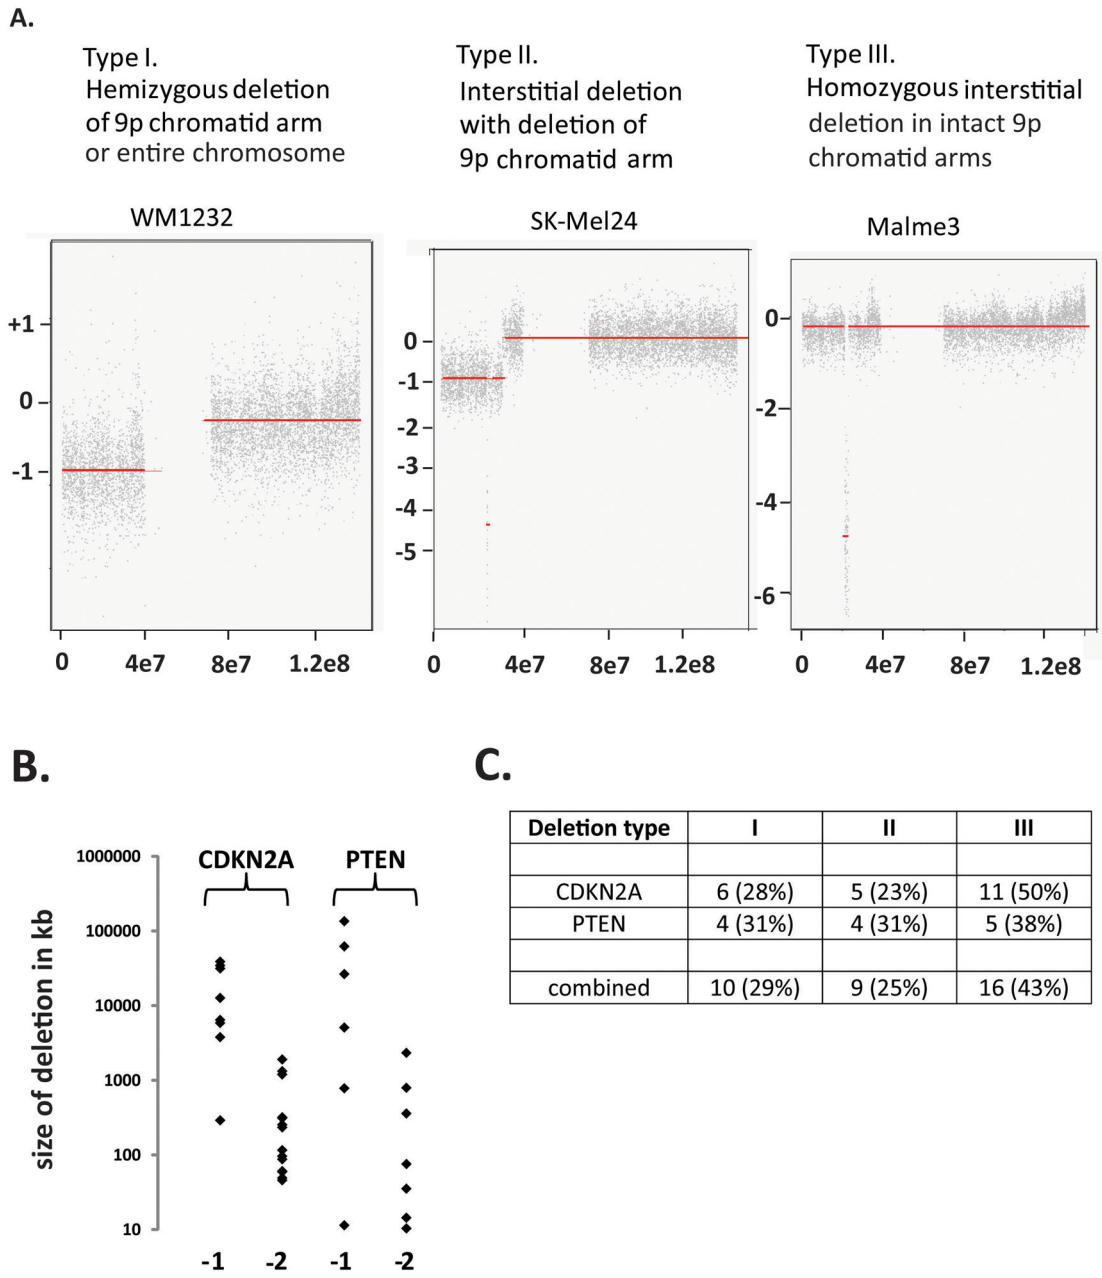 A.
Type I.
Hemizygous deletion
of 9p chromatid arm
or entire chromosome
Type II.
Interstitial deletion
with deletion of
9p chromatid arm
Type III.
Homozygous interstitial
deletion in intact 9p
chromatid arms
WM1232
+1
0
-1
0 4e7 8e7 1.2e8
SK-Mel24
0
-1
-2
-3
-4
-5
0 4e7 8e7 1.2e8
Malme3
0
-2
-4
-6
0 4e7 8e7 1.2e8
B.
size of deletion in kb
1000000
100000
10000
1000
100
10
CDKN2A PTEN
-1 -2 -1 -2
C.
Deletion type I II III
CDKN2A 6 (28%) 5 (23%) 11 (50%)
PTEN 4 (31%) 4 (31%) 5 (38%)
combined 10 (29%) 9 (25%) 16 (43%)